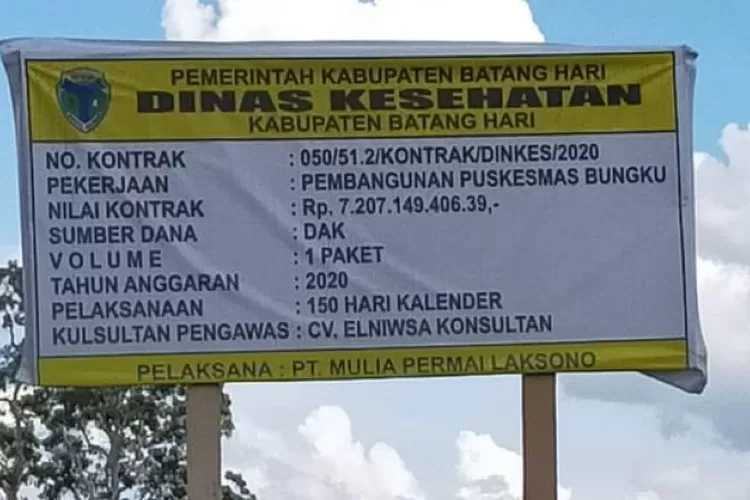 PEMERINTAH KABUPATEN BATANG HARI
DINAS KESEHATAN
KABUPATEN BATANG HARI
NO. KONTRAK : 050/51.2/KONTRAK/DINKES/2020
PEKERJAAN : PEMBANGUNAN PUSKESMAS BUNGKU
NILAI KONTRAK : Rp. 7.207.149.406.39,-
SUMBER DANA : DAK
VOLUME : 1 PAKET
TAHUN ANGGARAN : 2020
PELAKSANAAN : 150 HARI KALENDER
KULSULTAN PENGAWAS : CV. ELNIWSA KONSULTAN
PELAKSANA : PT. MULIA PERMAI LAKSONO